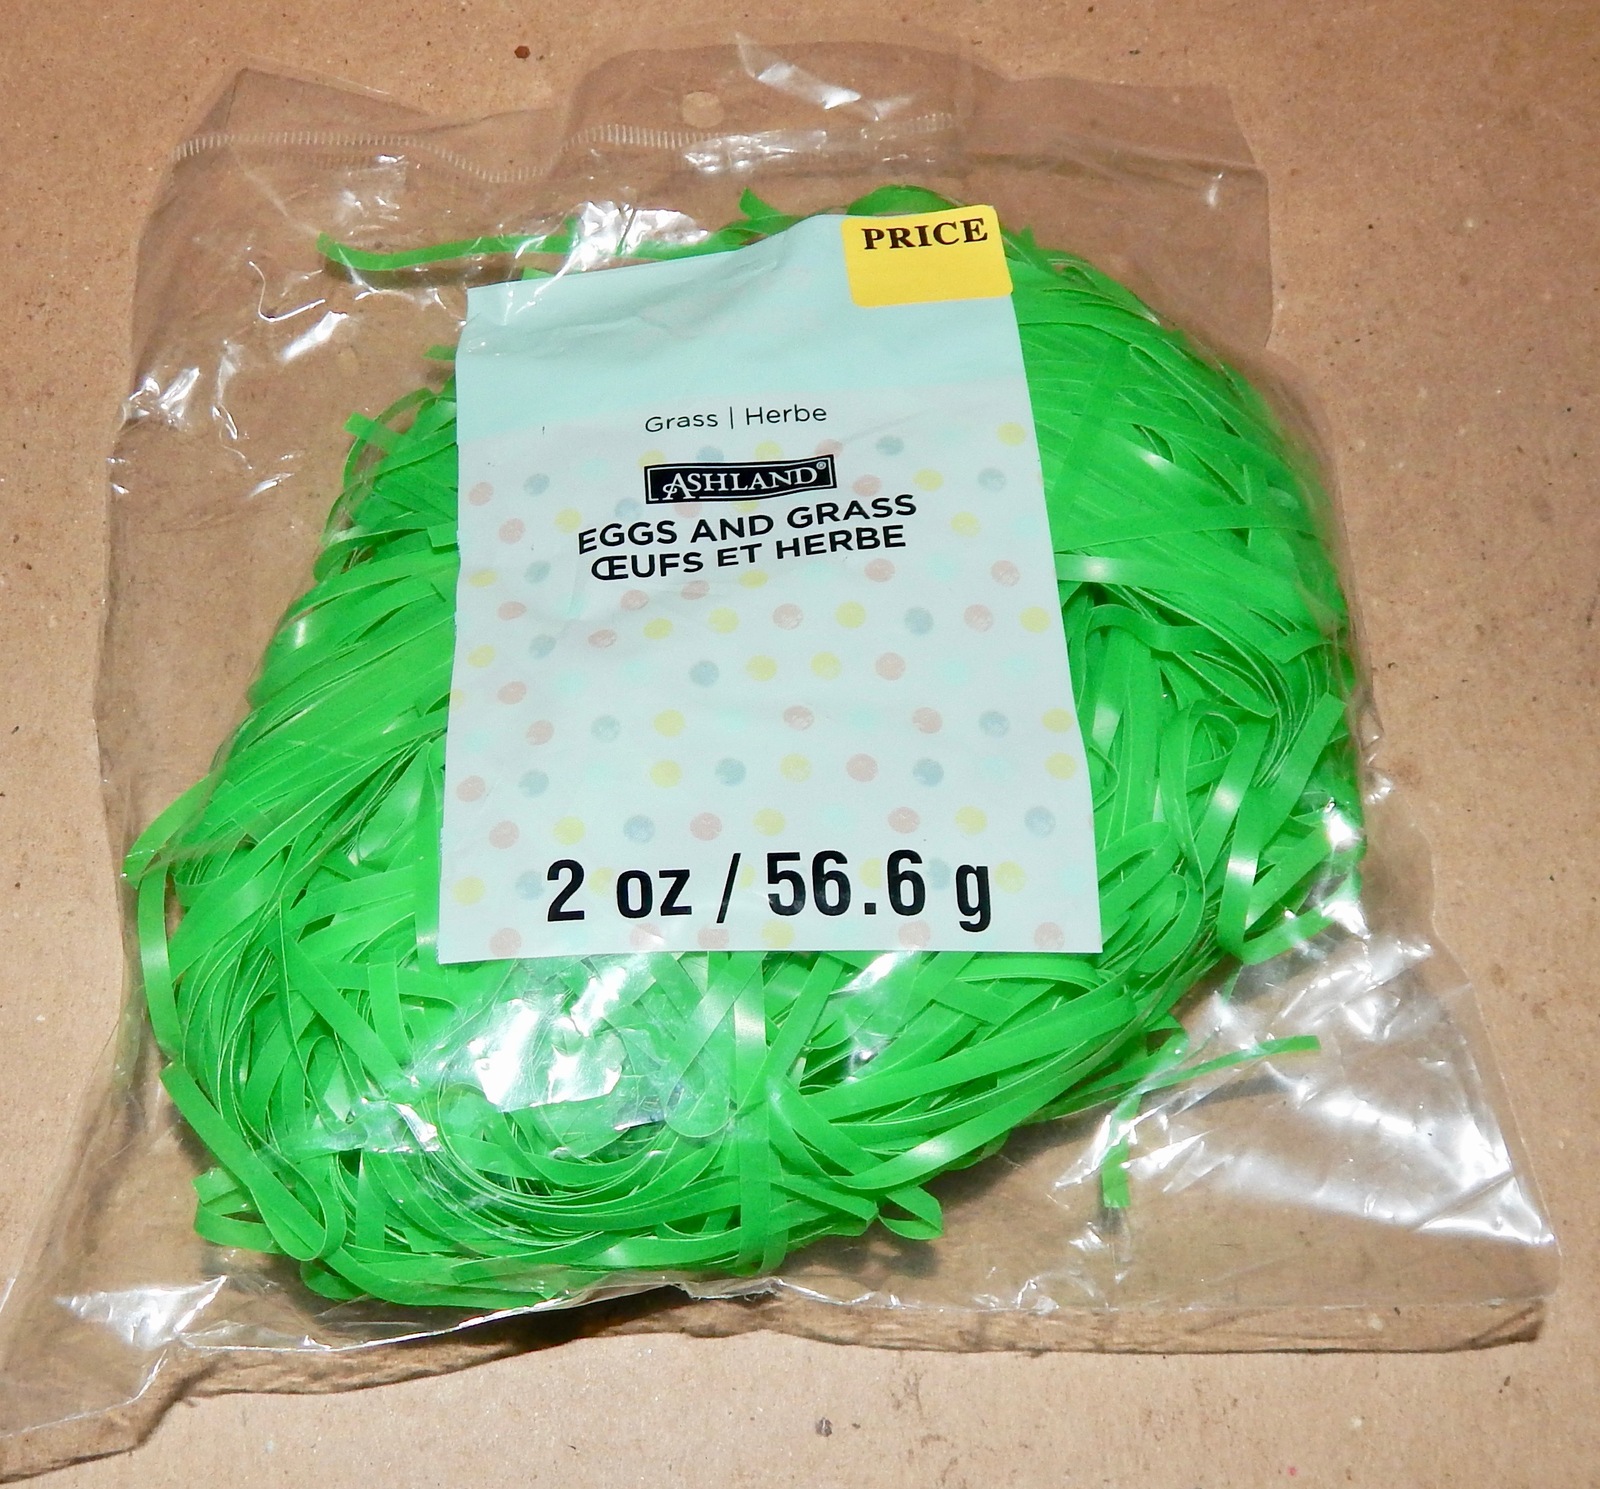 PRICE
Grass | Herbe
ASHLAND®
EGGS AND GRASS
ŒUFS ET HERBE
2 oz / 56.6 g